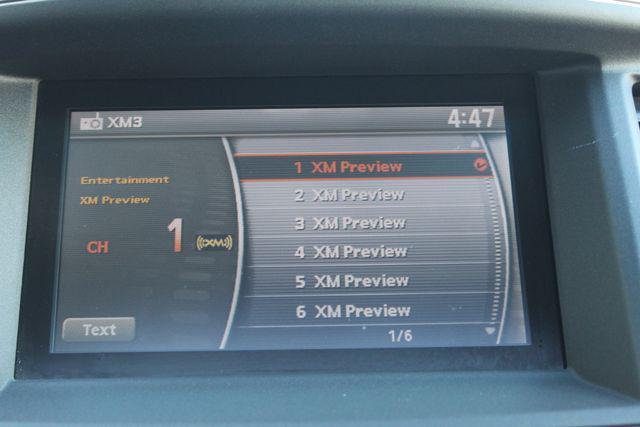 XM3
4:47
Entertainment
XM Preview
CH 1 ((XM))
Text
1 XM Preview
2 XM Preview
3 XM Preview
4 XM Preview
5 XM Preview
6 XM Preview
1/6